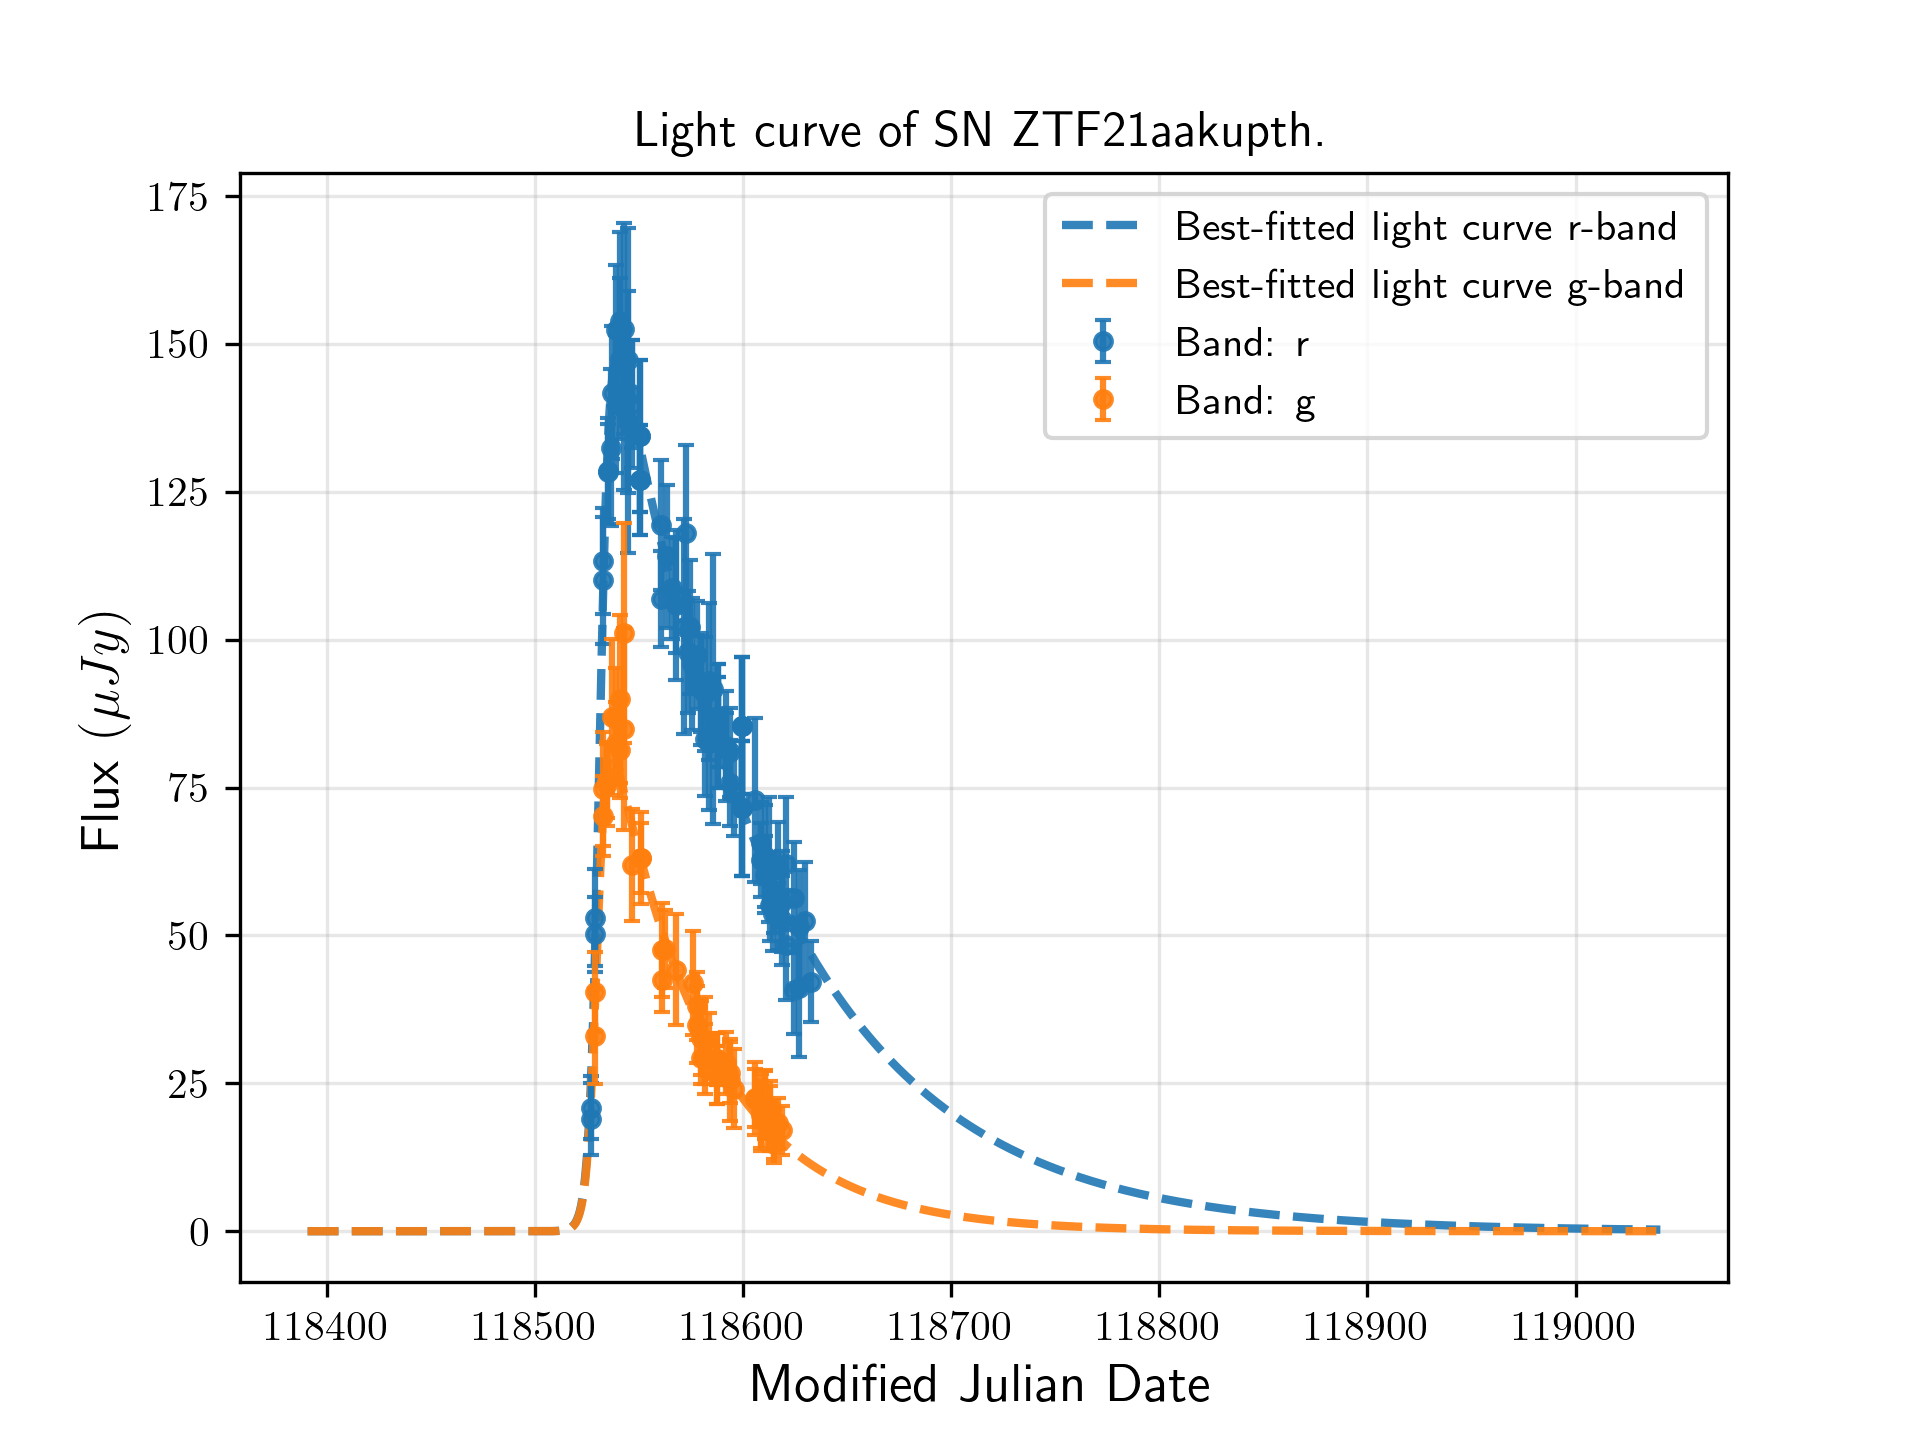 Light curve of SN ZTF21aakupth.
175
150
125
100
75
50
25
0
Flux (μJy)
Best-fitted light curve r-band
Best-fitted light curve g-band
Band: r
Band: g
118400 118500 118600 118700 118800 118900 119000
Modified Julian Date